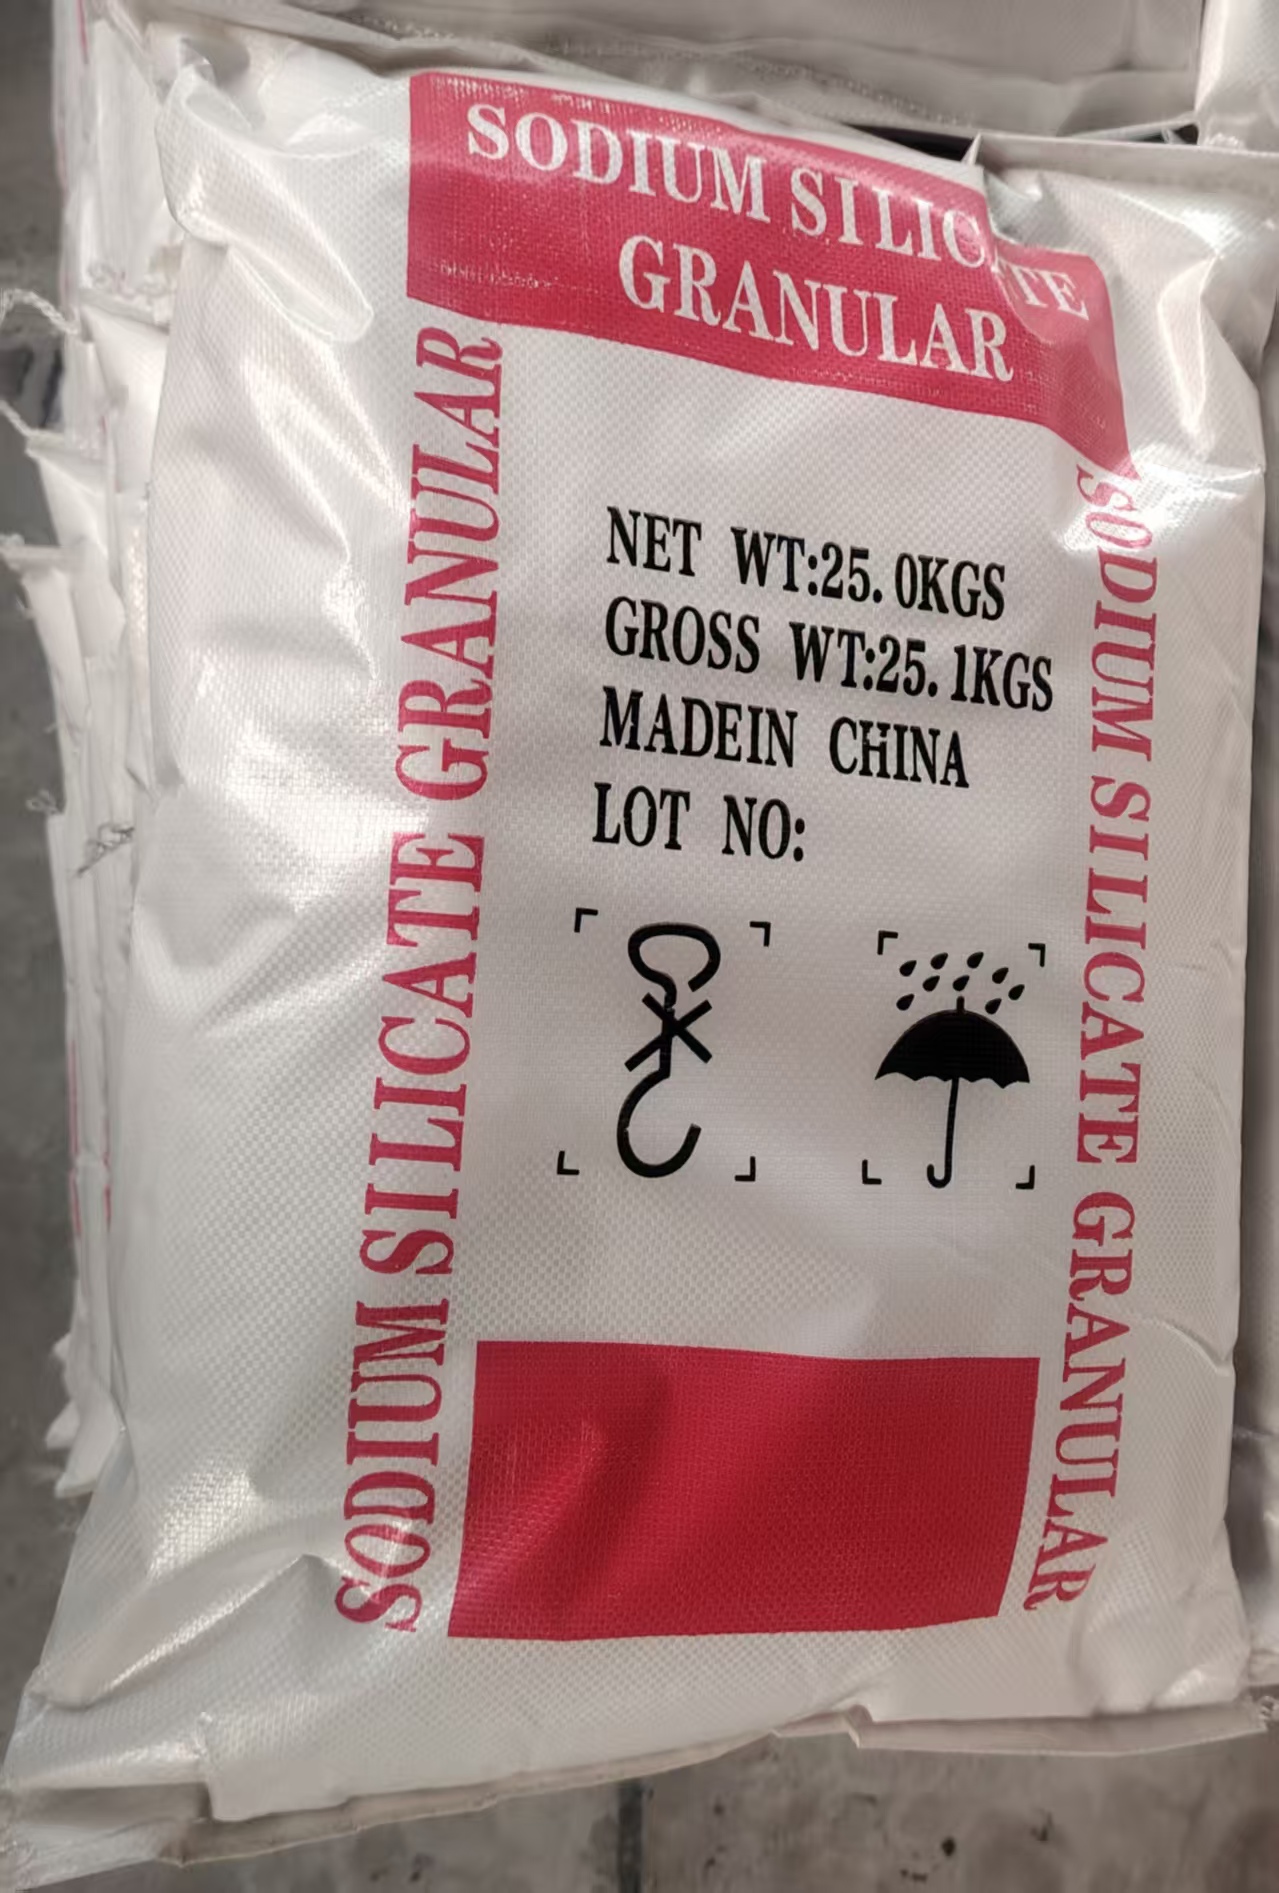 SODIUM SILICATE
GRANULAR
SODIUM SILICATE GRANULAR
NET WT:25.0KGS
GROSS WT:25.1KGS
MADEIN CHINA
LOT NO:
SODIUM SILICATE GRANULAR